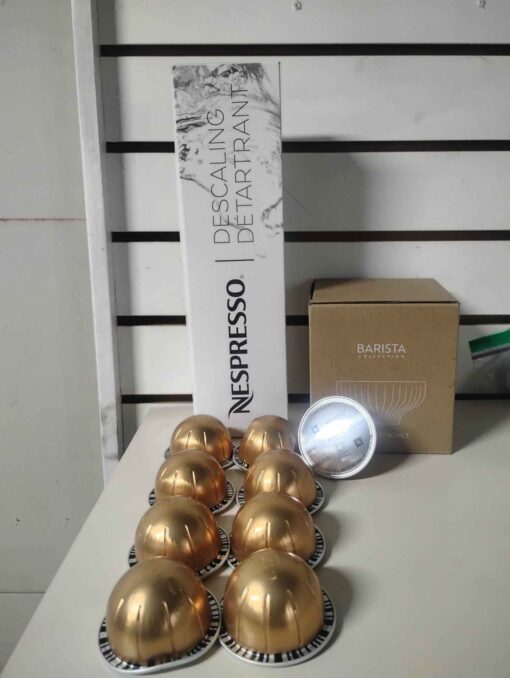 DESCALING
DÉTARTRANT
NESPRESSO
BARISTA
COLLECTION